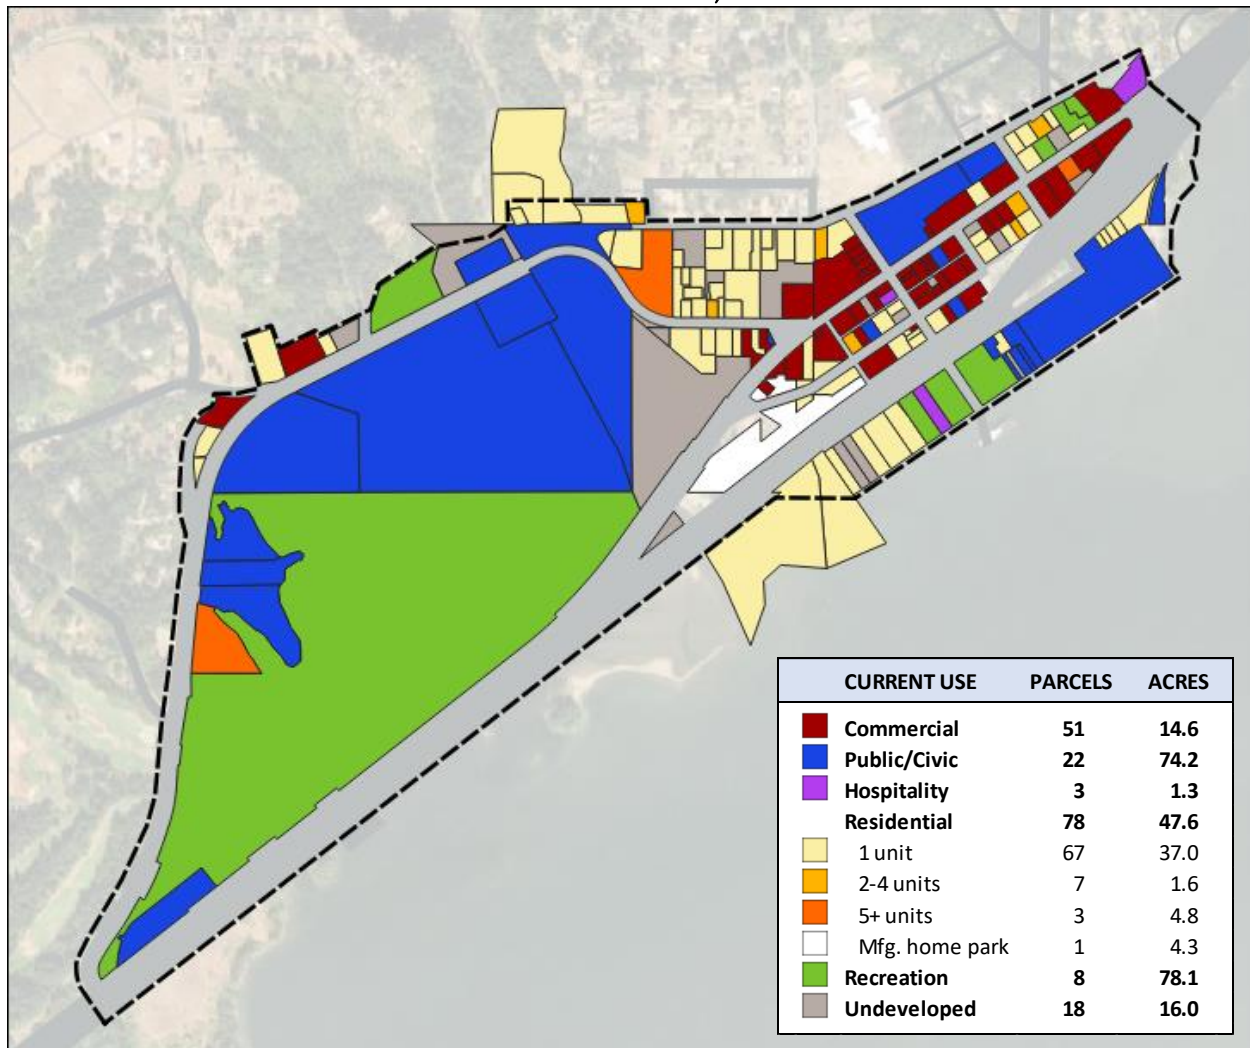 CURRENT USE PARCELS ACRES
Commercial 51 14.6
Public/Civic 22 74.2
Hospitality 3 1.3
Residential 78 47.6
1 unit 67 37.0
2-4 units 7 1.6
5+ units 3 4.8
Mfg. home park 1 4.3
Recreation 8 78.1
Undeveloped 18 16.0